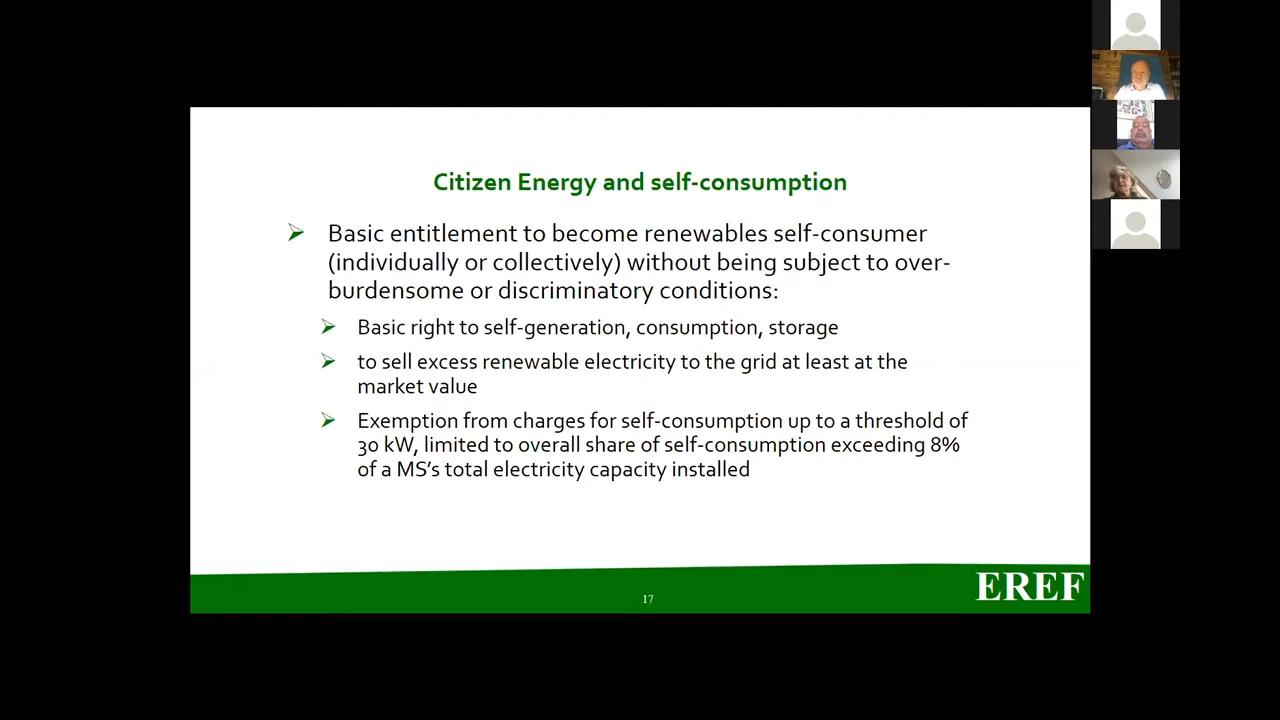 Citizen Energy and self-consumption
Basic entitlement to become renewables self-consumer
(individually or collectively) without being subject to over-
burdensome or discriminatory conditions:
Basic right to self-generation, consumption, storage
to sell excess renewable electricity to the grid at least at the
market value
Exemption from charges for self-consumption up to a threshold of
30 kW, limited to overall share of self-consumption exceeding 8%
of a MS’s total electricity capacity installed
17
EREF